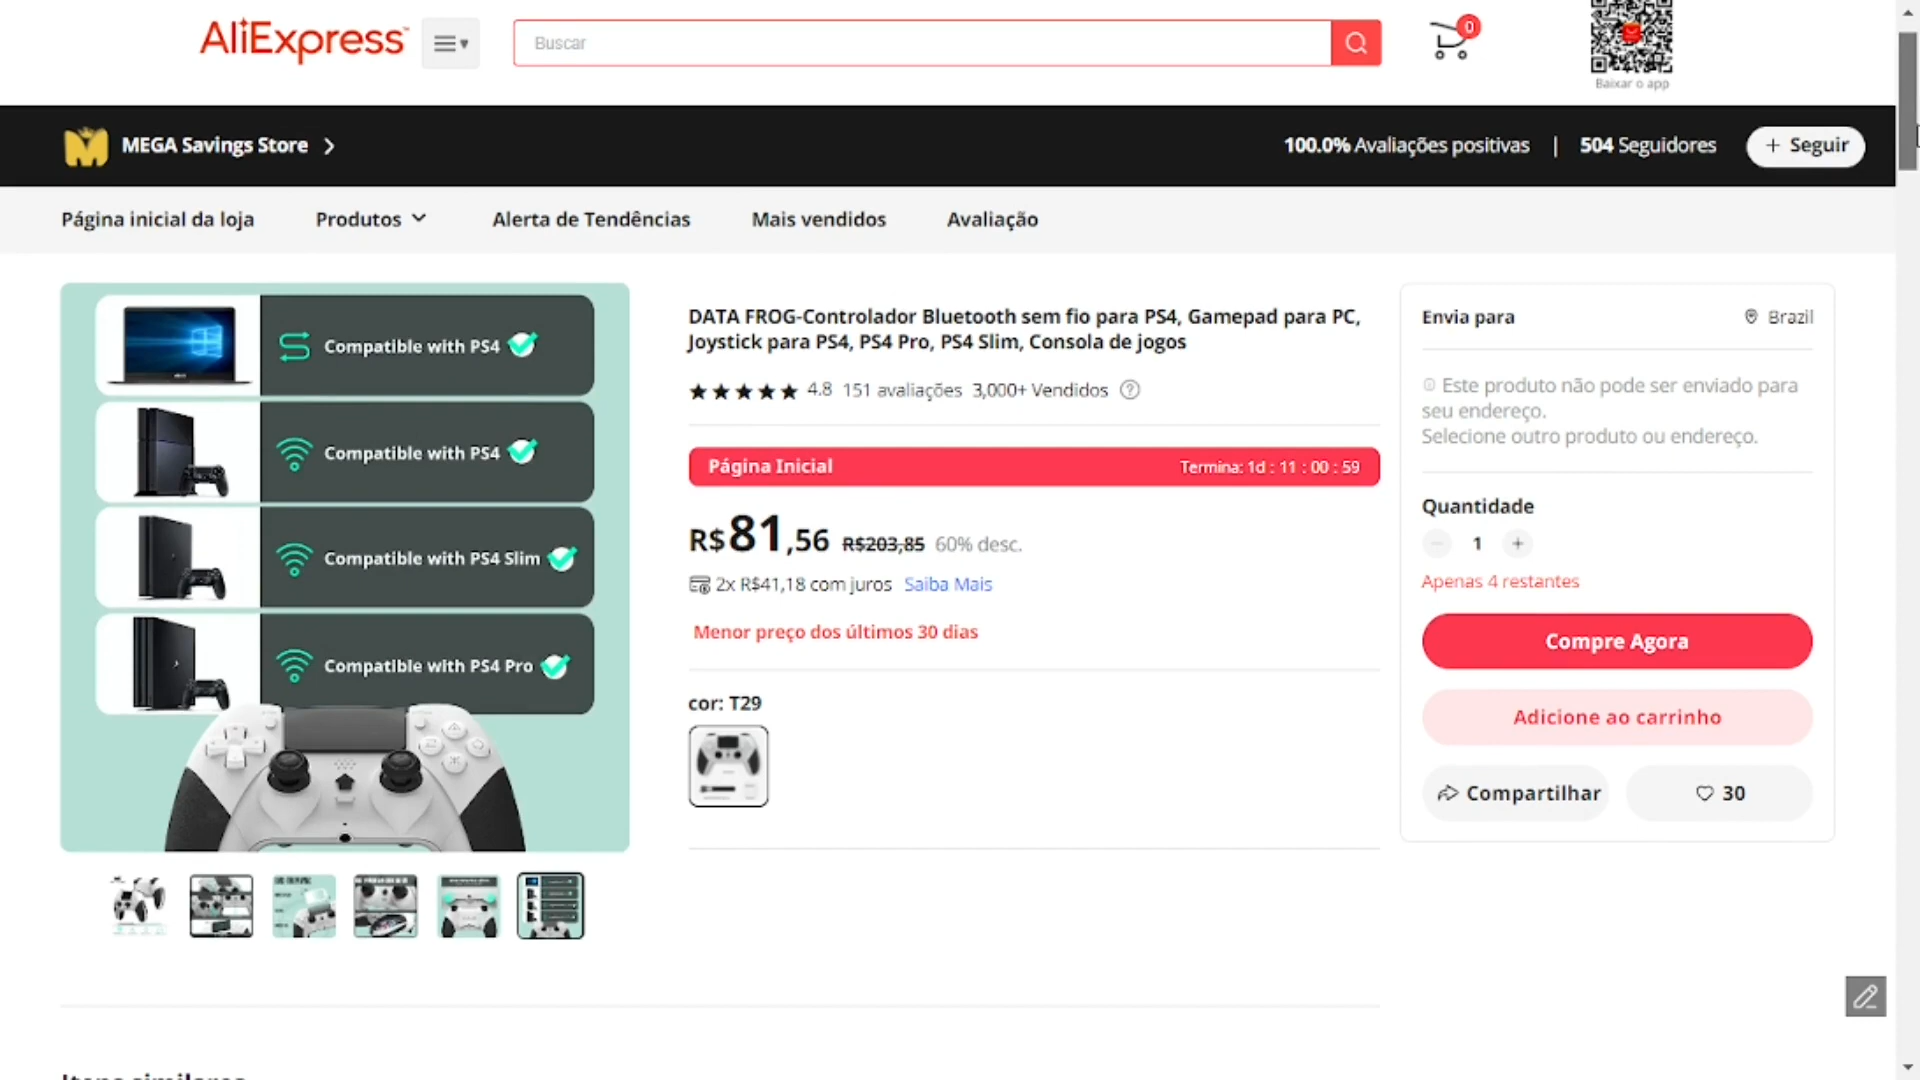 AliExpress
Buscar
0
Baixar o app
MEGA Savings Store
100.0% Avaliações positivas | 504 Seguidores
+ Seguir
Página inicial da loja
Produtos
Alerta de Tendências
Mais vendidos
Avaliação
Compatible with PS4
Compatible with PS4
Compatible with PS4 Slim
Compatible with PS4 Pro
DATA FROG-Controlador Bluetooth sem fio para PS4, Gamepad para PC,
Joystick para PS4, PS4 Pro, PS4 Slim, Consola de jogos
4.8 151 avaliações 3,000+ Vendidos
Página Inicial
Termina: 1d : 11 : 00 : 59
R$81,56 R$203,85 60% desc.
2x R$41,18 com juros Saiba Mais
Menor preço dos últimos 30 dias
cor: T29
Envia para
Brazil
Este produto não pode ser enviado para
seu endereço.
Selecione outro produto ou endereço.
Quantidade
1
Apenas 4 restantes
Compre Agora
Adicione ao carrinho
Compartilhar
30
Itens similares